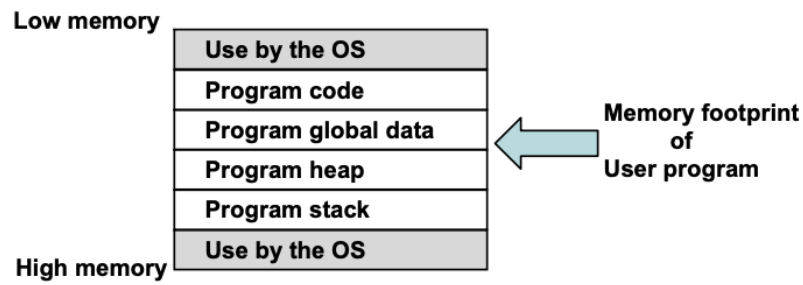 Low memory
Use by the OS
Program code
Program global data
Program heap
Program stack
Use by the OS
High memory
Memory footprint
of
User program